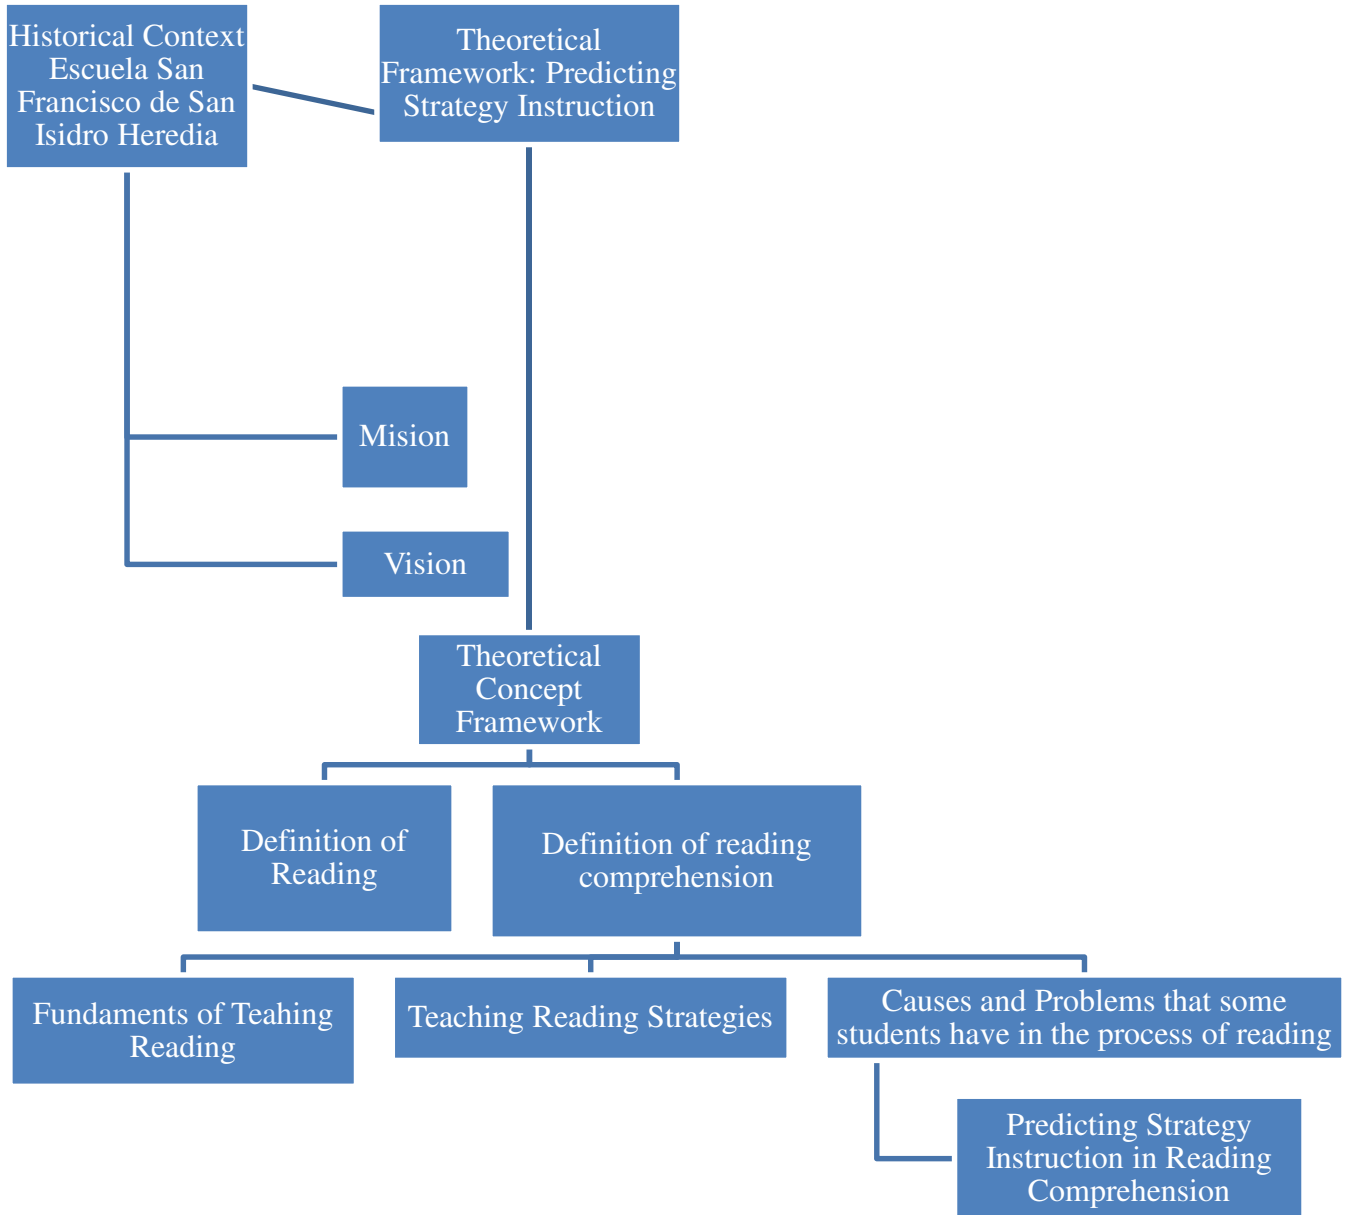 Historical Context
Escuela San
Francisco de San
Isidro Heredia
Theoretical
Framework: Predicting
Strategy Instruction
Mision
Vision
Theoretical
Concept
Framework
Definition of
Reading
Definition of reading
comprehension
Fundaments of Teahing
Reading
Teaching Reading Strategies
Causes and Problems that some
students have in the process of reading
Predicting Strategy
Instruction in Reading
Comprehension